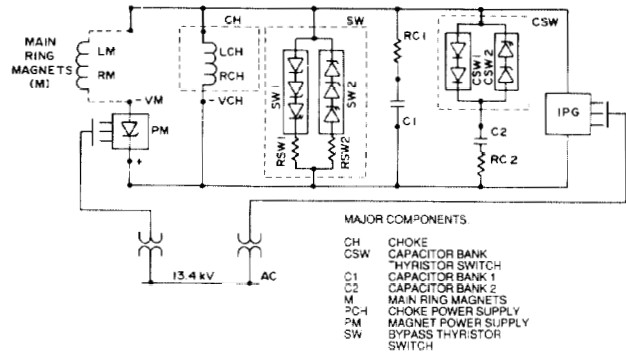 CH
SW
CSW
MAIN
RING
MAGNETS
(M)
LM
RM
LCH
RCH
- VM
- VCH
PM
+
SW
SW2
RSW1
RSW2
RC1
C1
CSW1
CSW2
C2
RC2
IPG
13.4 kV
AC
MAJOR COMPONENTS
CH CHOKE
CSW CAPACITOR BANK
THYRISTOR SWITCH
C1 CAPACITOR BANK 1
C2 CAPACITOR BANK 2
M MAIN RING MAGNETS
PCH CHOKE POWER SUPPLY
PM MAGNET POWER SUPPLY
SW BYPASS THYRISTOR
SWITCH